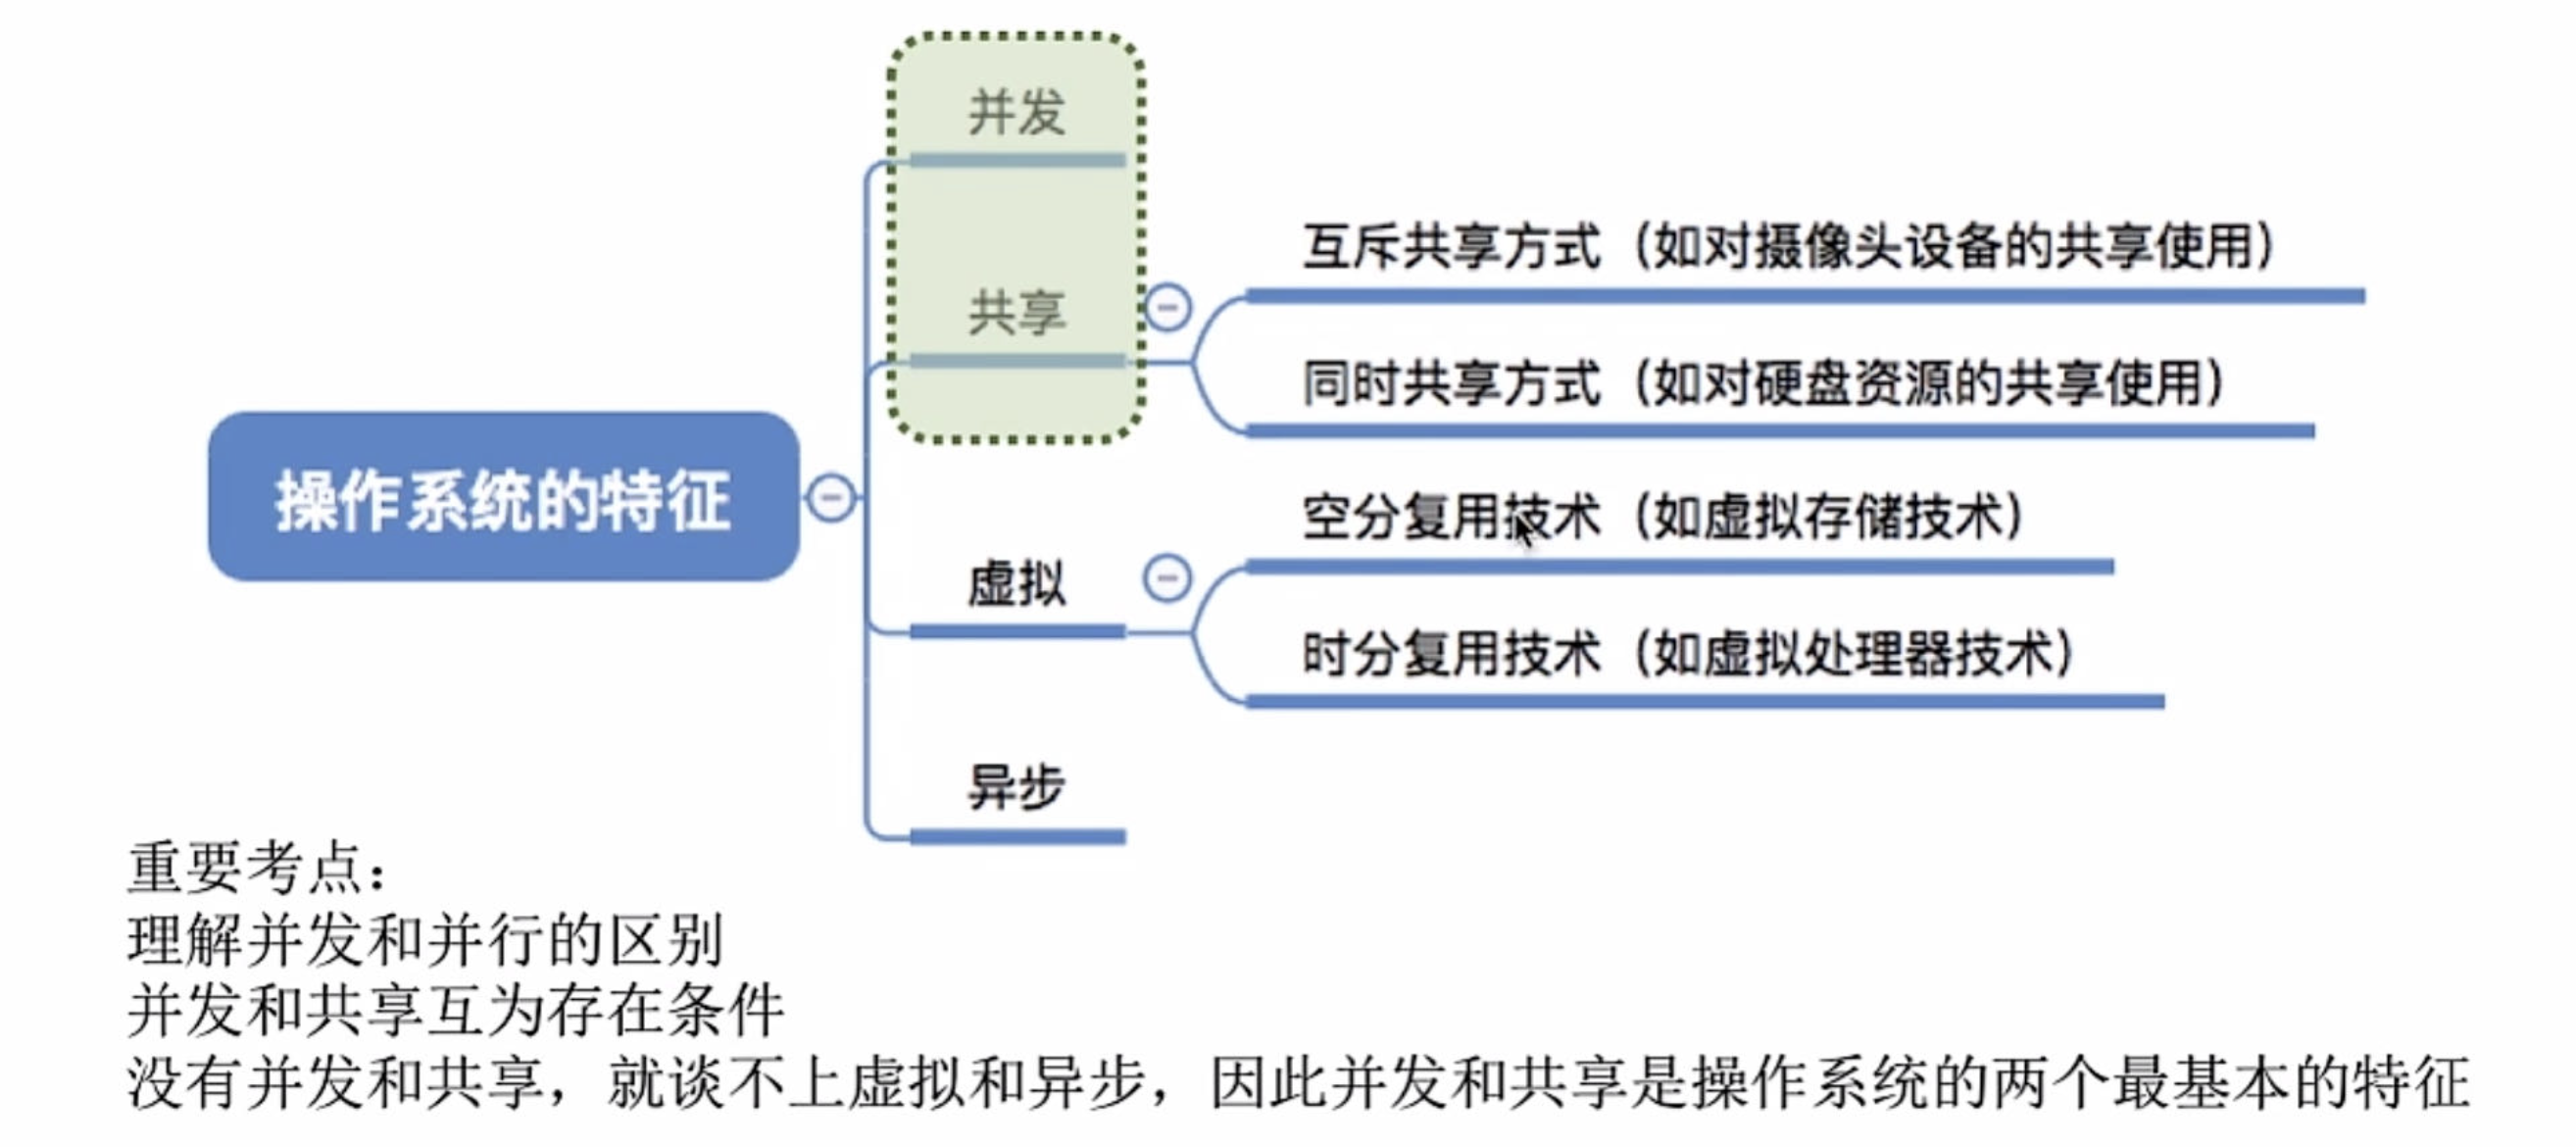 并发
共享
互斥共享方式（如对摄像头设备的共享使用）
同时共享方式（如对硬盘资源的共享使用）
操作系统的特征
虚拟
空分复用技术（如虚拟存储技术）
时分复用技术（如虚拟处理器技术）
异步
重要考点：
理解并发和并行的区别
并发和共享互为存在条件
没有并发和共享，就谈不上虚拟和异步，因此并发和共享是操作系统的两个最基本的特征